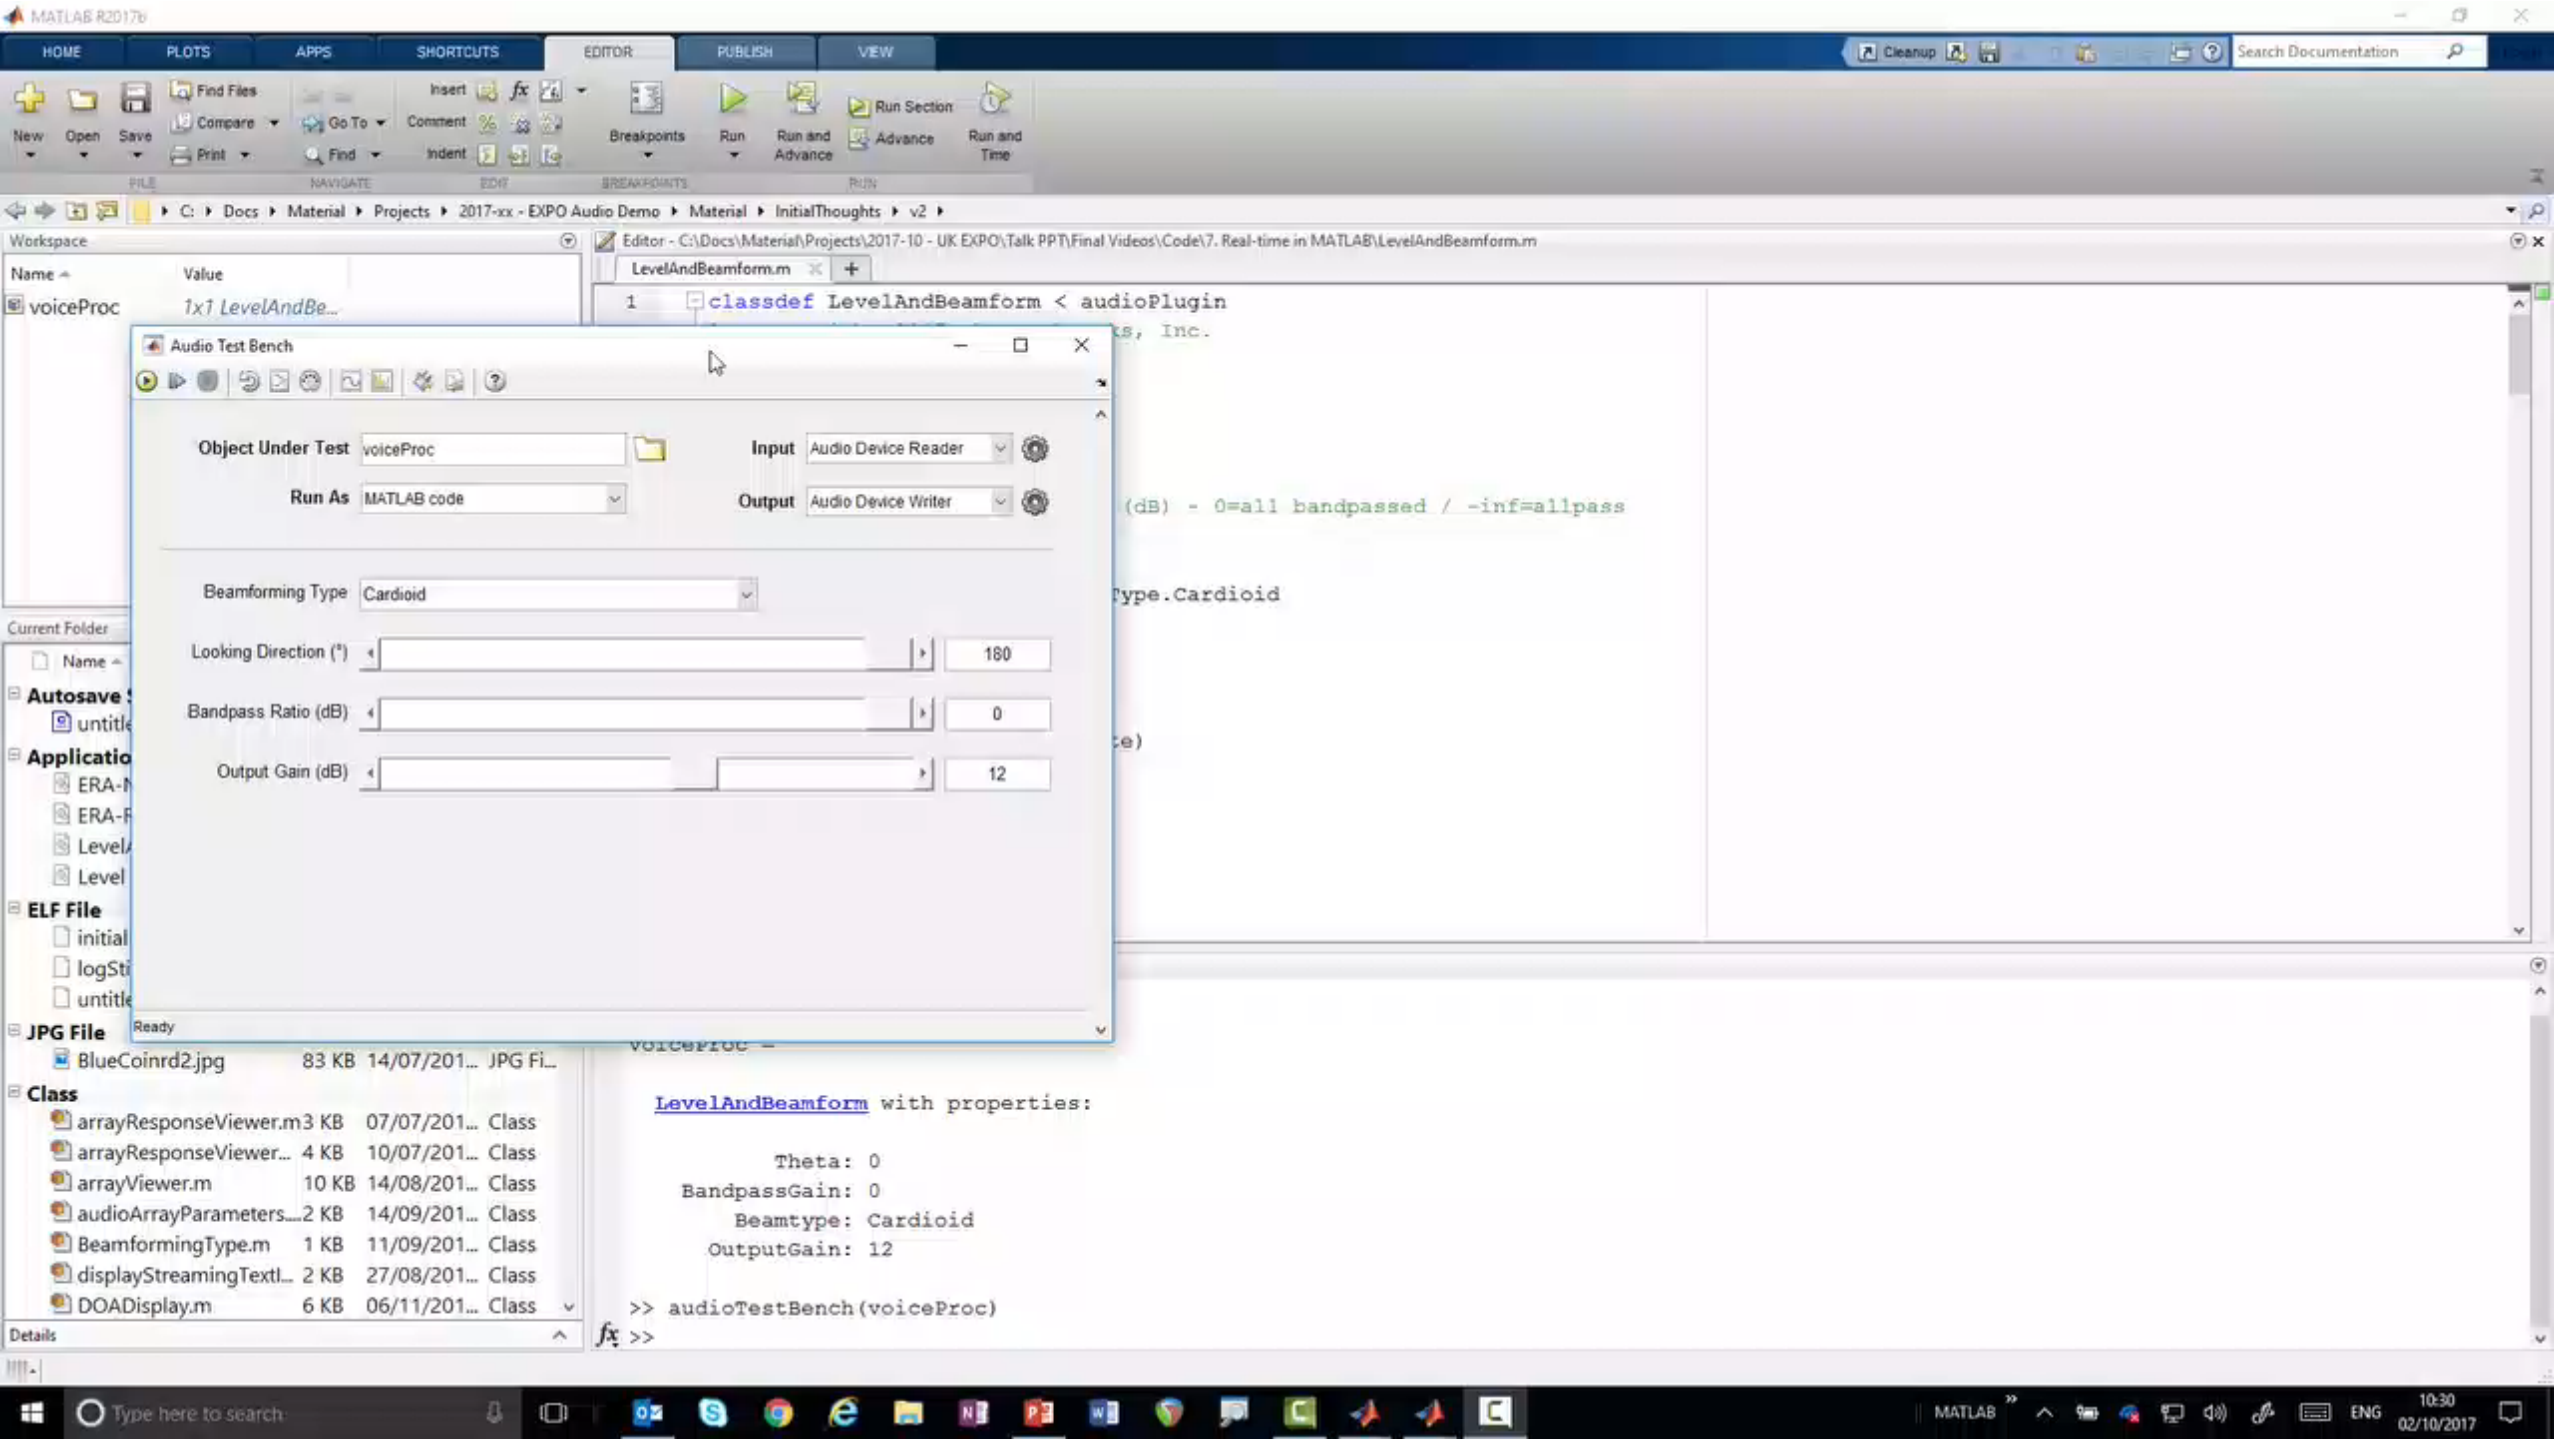 MATLAB R2017b
HOME PLOTS APPS SHORTCUTS EDITOR PUBLISH VIEW
Cleanup
Search Documentation
New Open Save
Find Files
Compare
Print
Go To
Find
Insert
Comment
Indent
Breakpoints
Run
Run and Advance
Run Section
Advance
Run and Time
FILE NAVIGATE EDIT BREAKPOINTS RUN
C: Docs Material Projects 2017-xx - EXPO Audio Demo Material InitialThoughts v2
Workspace
Name Value
voiceProc 1x1 LevelAndBe...
Editor - C:\Docs\Material\Projects\2017-10 - UK EXPO\Talk PPT\Final Videos\Code\7. Real-time in MATLAB\LevelAndBeamform.m
LevelAndBeamform.m
1 classdef LevelAndBeamform < audioPlugin
ks, Inc.
(dB) - 0=all bandpassed / -inf=allpass
Type.Cardioid
te)
Audio Test Bench
Object Under Test voiceProc
Input Audio Device Reader
Run As MATLAB code
Output Audio Device Writer
Beamforming Type Cardioid
Looking Direction (°) 180
Bandpass Ratio (dB) 0
Output Gain (dB) 12
Ready
Current Folder
Name
Autosave
untitle
Applicatio
ERA-
ERA-
Level
Level
ELF File
initial
logSti
untitle
JPG File
BlueCoinrd2.jpg 83 KB 14/07/201... JPG Fi...
Class
arrayResponseViewer.m 3 KB 07/07/201... Class
arrayResponseViewer... 4 KB 10/07/201... Class
arrayViewer.m 10 KB 14/08/201... Class
audioArrayParameters.... 2 KB 14/09/201... Class
BeamformingType.m 1 KB 11/09/201... Class
displayStreamingTextI... 2 KB 27/08/201... Class
DOADisplay.m 6 KB 06/11/201... Class
Details
voiceProc =
LevelAndBeamform with properties:
Theta: 0
BandpassGain: 0
Beamtype: Cardioid
OutputGain: 12
>> audioTestBench(voiceProc)
fx >>
Type here to search
MATLAB
ENG
10:30
02/10/2017